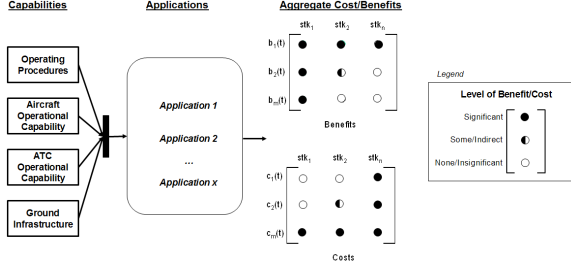 Capabilities
Applications
Aggregate Cost/Benefits
Operating
Procedures
Aircraft
Operational
Capability
ATC
Operational
Capability
Ground
Infrastructure
Application 1
Application 2
...
Application x
stk1 stk2 stkn
b1(t)
b2(t)
bm(t)
Benefits
stk1 stk2 stkn
c1(t)
c2(t)
cm(t)
Costs
Legend
Level of Benefit/Cost
Significant
Some/Indirect
None/Insignificant